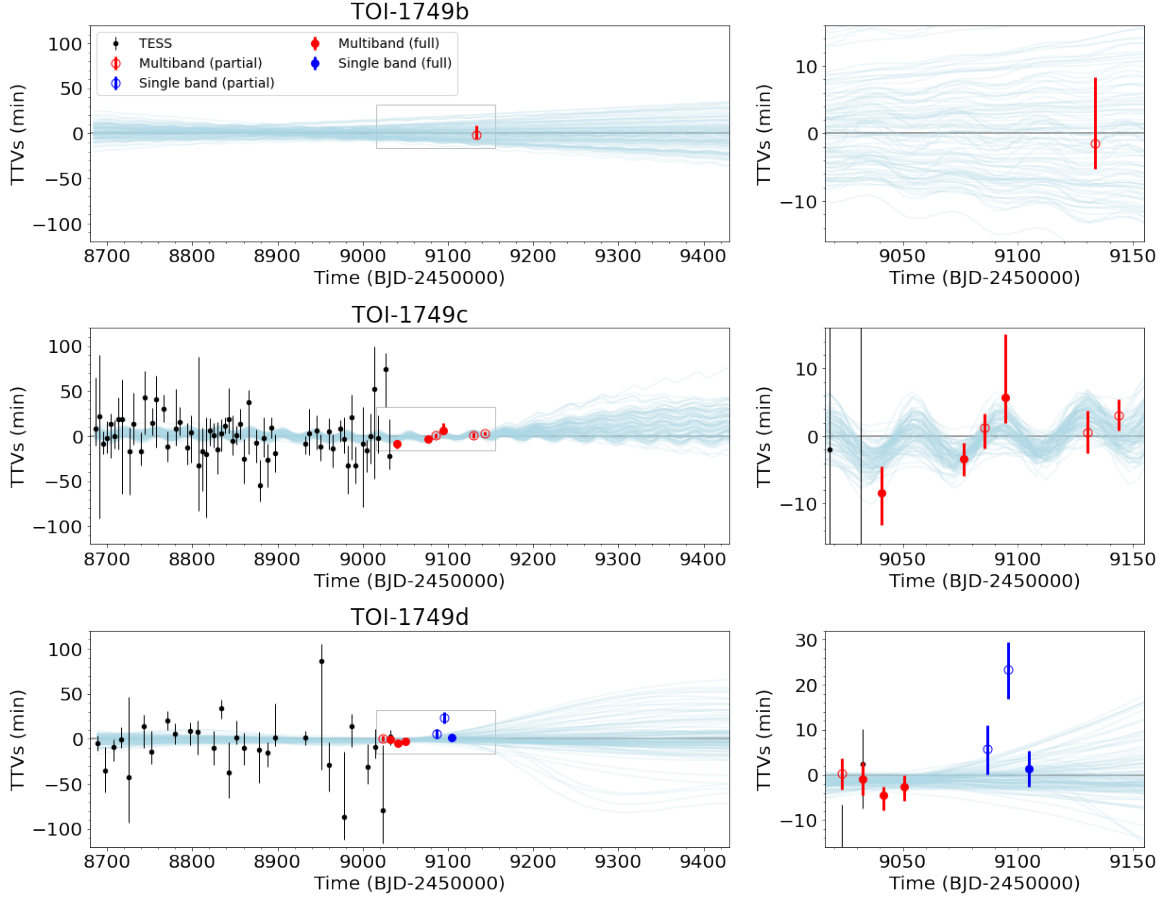 TOI-1749b
TESS
Multiband (partial)
Single band (partial)
Multiband (full)
Single band (full)
TTVs (min)
100
50
0
−50
−100
8700 8800 8900 9000 9100 9200 9300 9400
Time (BJD-2450000)
TTVs (min)
10
0
−10
9050 9100 9150
Time (BJD-2450000)
TOI-1749c
TTVs (min)
100
50
0
−50
−100
8700 8800 8900 9000 9100 9200 9300 9400
Time (BJD-2450000)
TTVs (min)
10
0
−10
9050 9100 9150
Time (BJD-2450000)
TOI-1749d
TTVs (min)
100
50
0
−50
−100
8700 8800 8900 9000 9100 9200 9300 9400
Time (BJD-2450000)
TTVs (min)
30
20
10
0
−10
9050 9100 9150
Time (BJD-2450000)